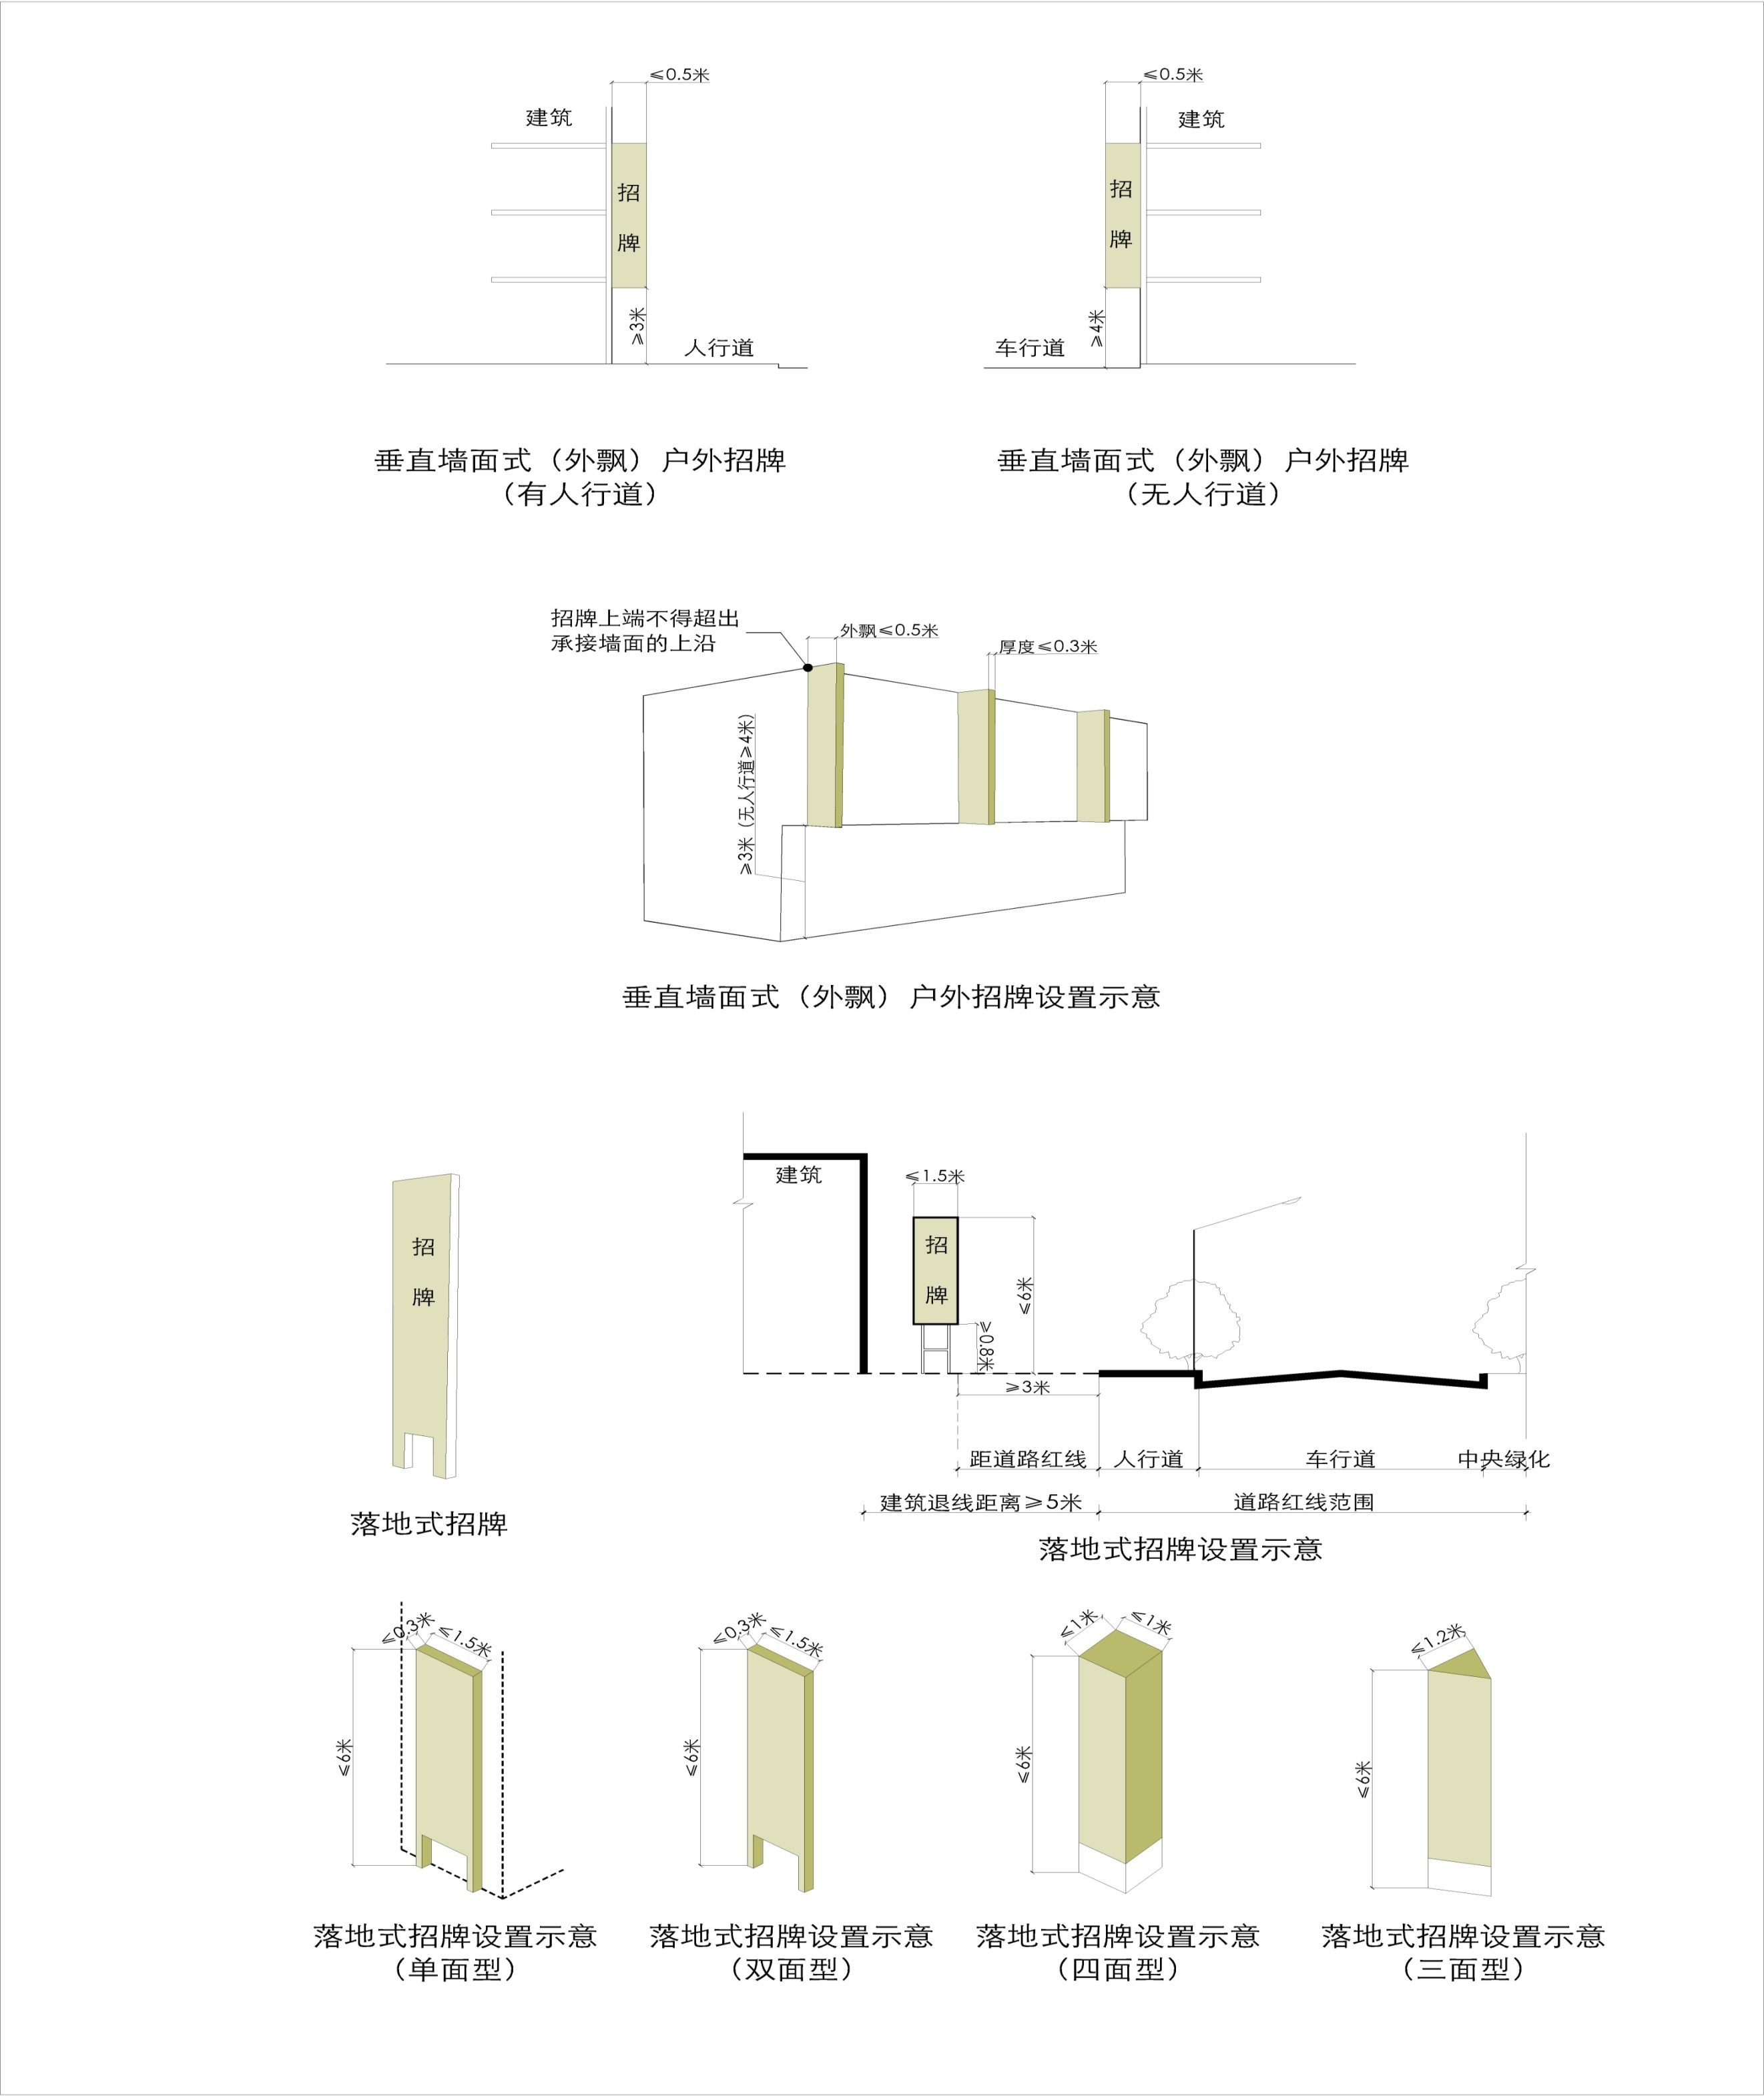 ≤0.5米
≤0.5米
建筑
建筑
招
牌
招
牌
≥3米
≥4米
人行道
车行道
垂直墙面式（外飘）户外招牌
（有人行道）
垂直墙面式（外飘）户外招牌
（无人行道）
招牌上端不得超出
承接墙面的上沿
外飘≤0.5米
厚度≤0.3米
≥3米（无人行道≥4米）
垂直墙面式（外飘）户外招牌设置示意
招
牌
落地式招牌
建筑
≤1.5米
招
牌
≤6米
≥0.8米
≥3米
距道路红线
人行道
车行道
中央绿化
建筑退线距离≥5米
道路红线范围
落地式招牌设置示意
≤0.3米
≤1.5米
≤6米
落地式招牌设置示意
（单面型）
≤0.3米
≤1.5米
≤6米
落地式招牌设置示意
（双面型）
≤1米
≤1米
≤6米
落地式招牌设置示意
（四面型）
≤1.2米
≤6米
落地式招牌设置示意
（三面型）